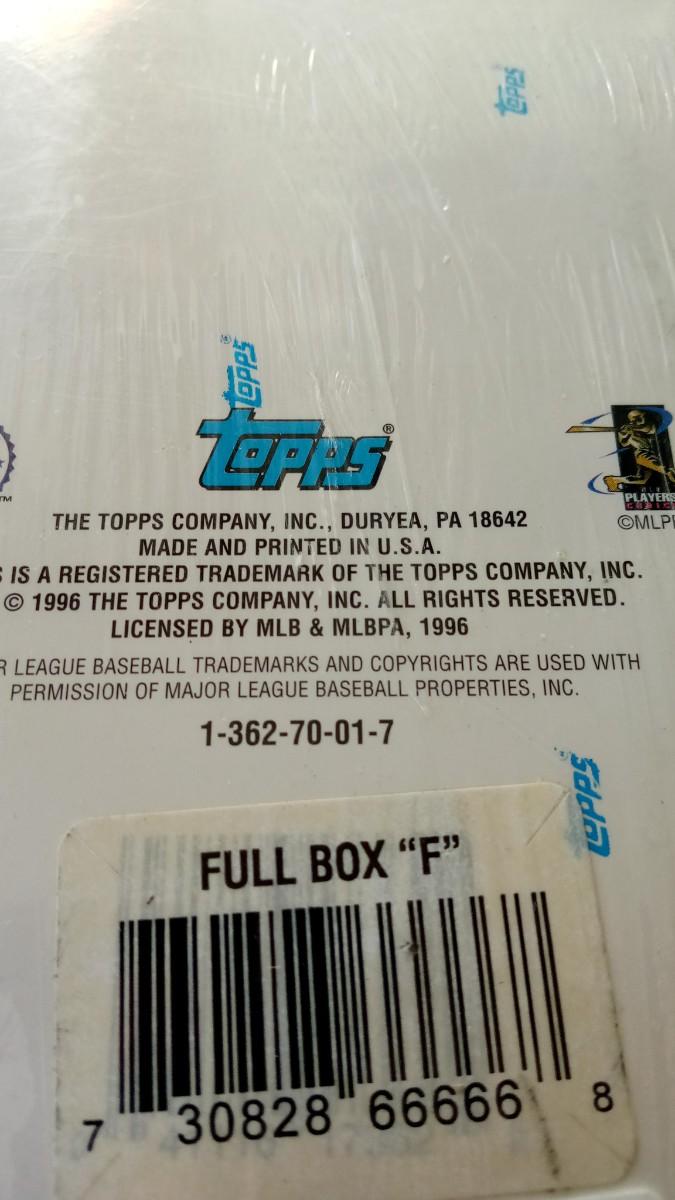 Topps
Topps®
Topps®
TM
PLAYERS
CHOICE
©MLP
THE TOPPS COMPANY, INC., DURYEA, PA 18642
MADE AND PRINTED IN U.S.A.
S IS A REGISTERED TRADEMARK OF THE TOPPS COMPANY, INC.
© 1996 THE TOPPS COMPANY, INC. ALL RIGHTS RESERVED.
LICENSED BY MLB & MLBPA, 1996
R LEAGUE BASEBALL TRADEMARKS AND COPYRIGHTS ARE USED WITH
PERMISSION OF MAJOR LEAGUE BASEBALL PROPERTIES, INC.
1-362-70-01-7
Topps
FULL BOX “F”
7 30828 66666 8